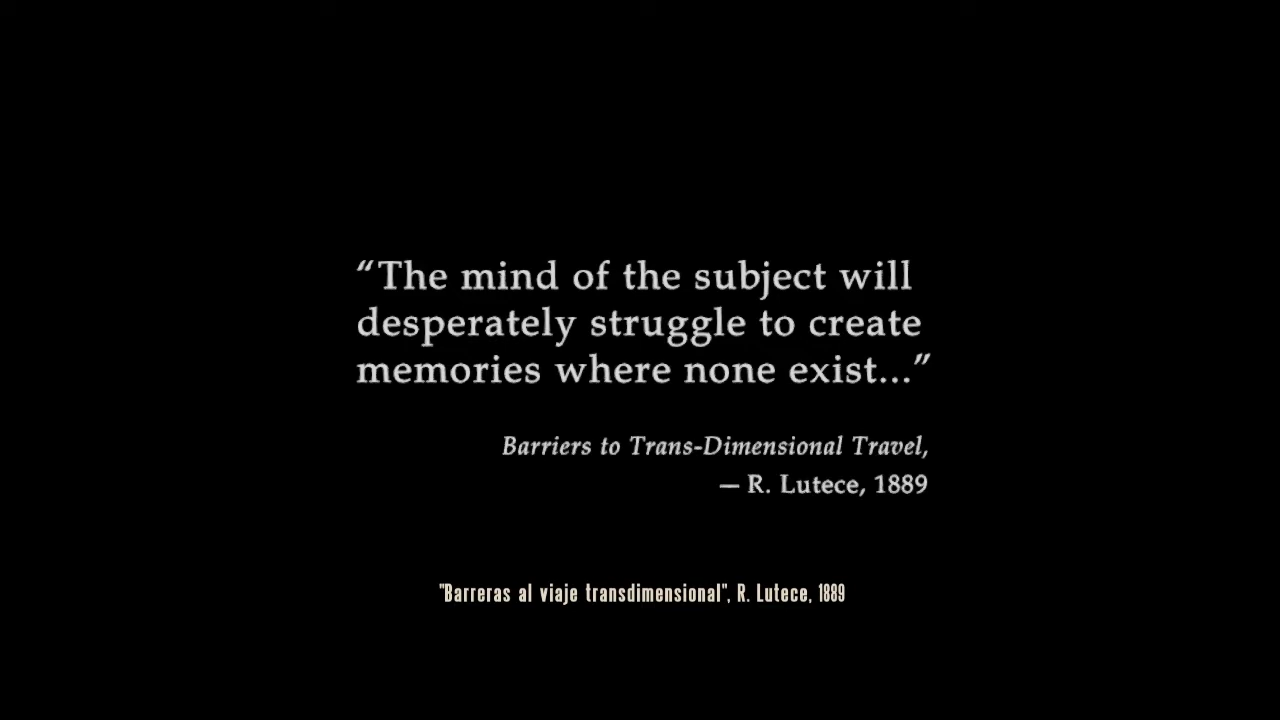 “The mind of the subject will
desperately struggle to create
memories where none exist...”
Barriers to Trans-Dimensional Travel,
— R. Lutece, 1889
"Barreras al viaje transdimensional", R. Lutece, 1889